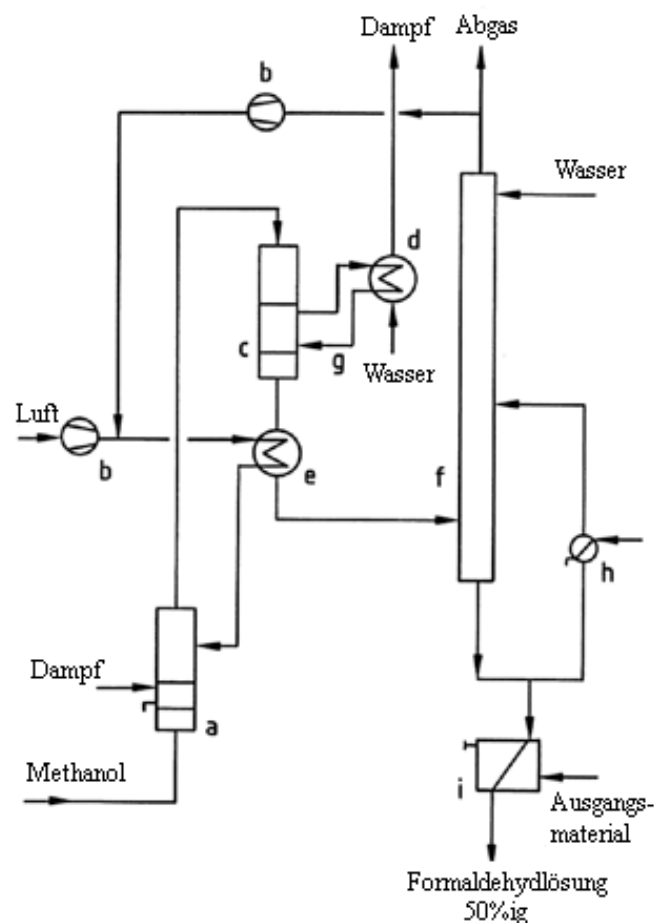 Dampf
Abgas
b
Wasser
d
c
g
Wasser
Luft
b
e
f
h
Dampf
a
Methanol
i
Ausgangs-
material
Formaldehydlösung
50%ig